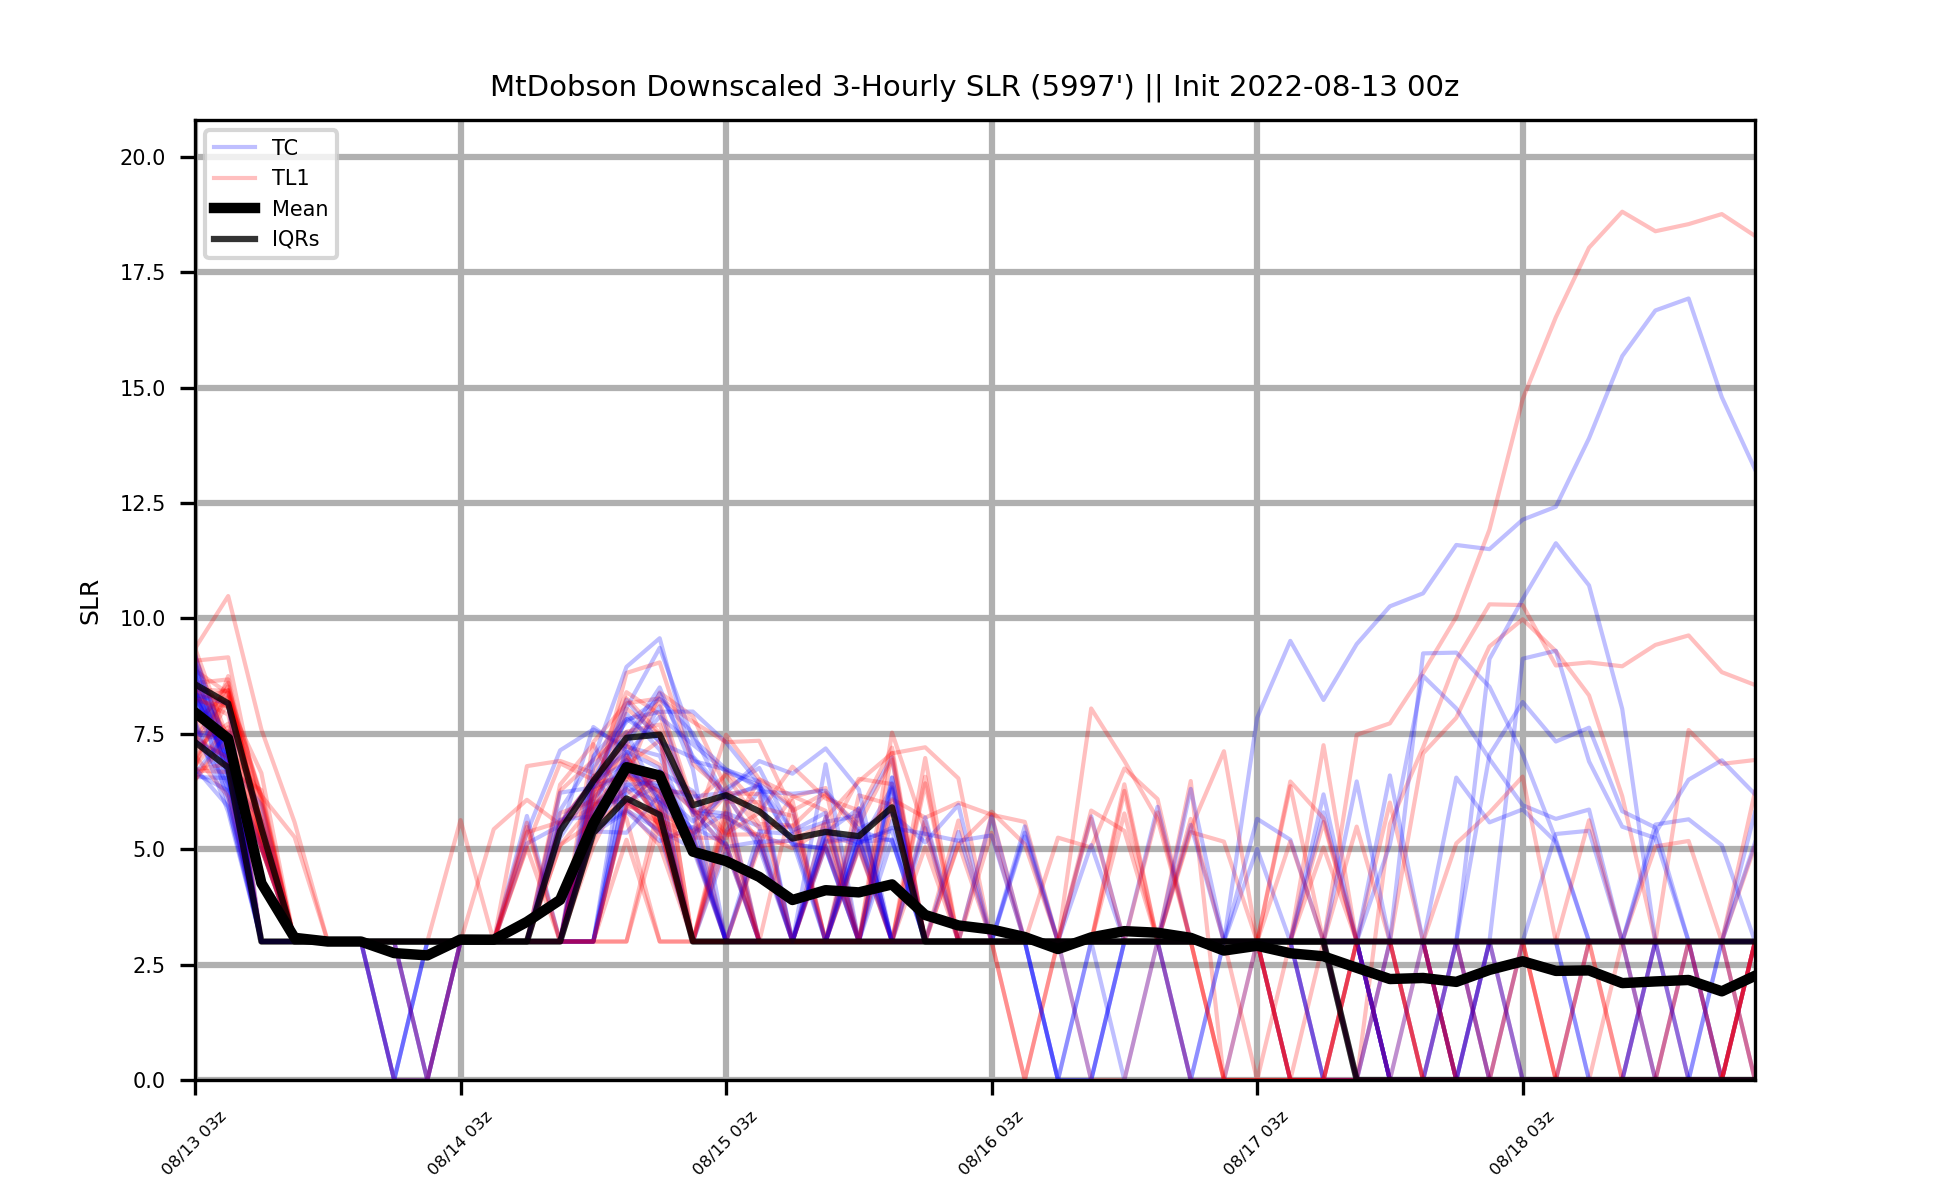 MtDobson Downscaled 3-Hourly SLR (5997') || Init 2022-08-13 00z
TC
TL1
Mean
IQRs
SLR
20.0
17.5
15.0
12.5
10.0
7.5
5.0
2.5
0.0
08/13 03z
08/14 03z
08/15 03z
08/16 03z
08/17 03z
08/18 03z